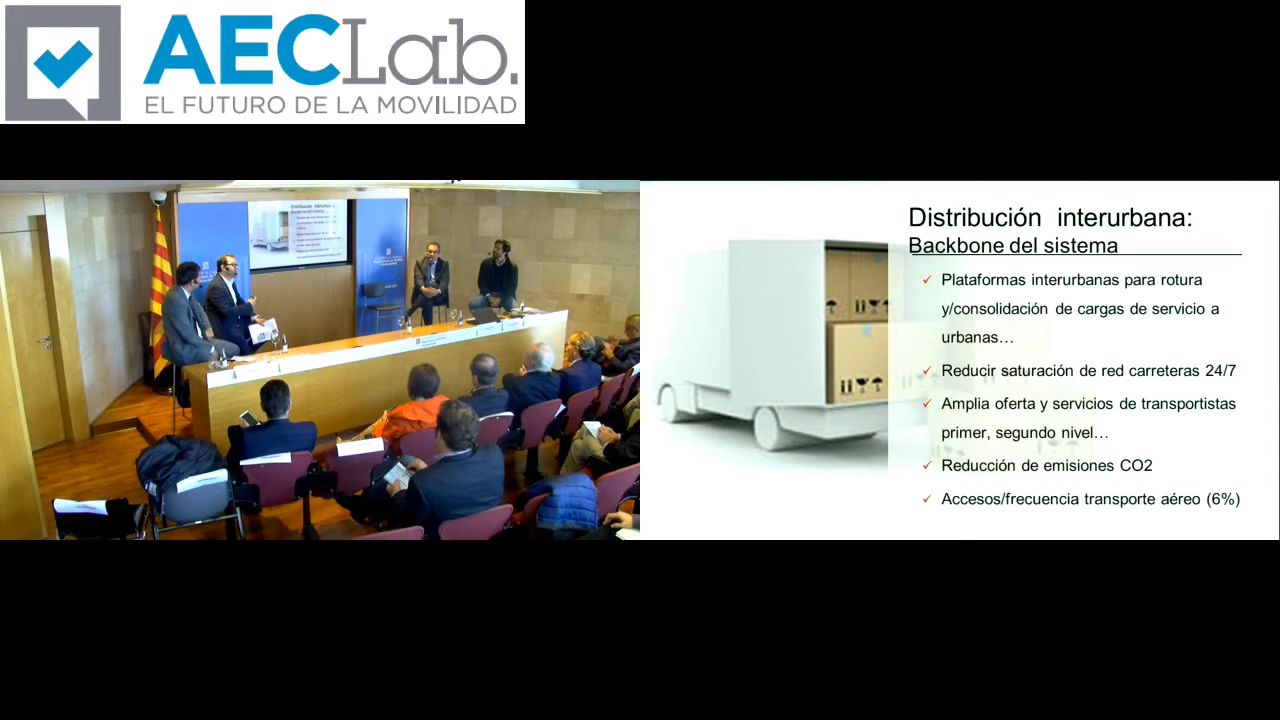 AECLab.
EL FUTURO DE LA MOVILIDAD
Distribución interurbana:
Backbone del sistema
Plataformas interurbanas para rotura
y/consolidación de cargas de servicio a
urbanas…
Reducir saturación de red carreteras 24/7
Amplia oferta y servicios de transportistas
primer, segundo nivel…
Reducción de emisiones CO2
Accesos/frecuencia transporte aéreo (6%)